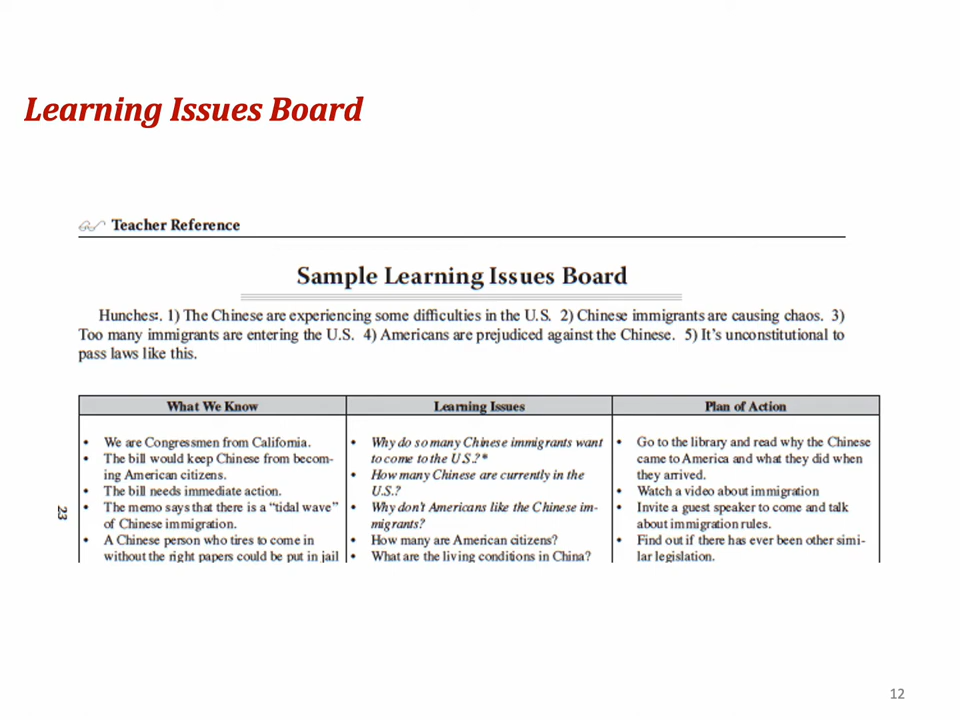 Learning Issues Board
Teacher Reference
Sample Learning Issues Board
Hunches:. 1) The Chinese are experiencing some difficulties in the U.S. 2) Chinese immigrants are causing chaos. 3)
Too many immigrants are entering the U.S. 4) Americans are prejudiced against the Chinese. 5) It's unconstitutional to
pass laws like this.
What We Know
• We are Congressmen from California.
• The bill would keep Chinese from becom-
ing American citizens.
• The bill needs immediate action.
• The memo says that there is a “tidal wave”
of Chinese immigration.
• A Chinese person who tires to come in
without the right papers could be put in jail
Learning Issues
• Why do so many Chinese immigrants want
to come to the U.S.?*
• How many Chinese are currently in the
U.S.?
• Why don't Americans like the Chinese im-
migrants?
• How many are American citizens?
• What are the living conditions in China?
Plan of Action
• Go to the library and read why the Chinese
came to America and what they did when
they arrived.
• Watch a video about immigration
• Invite a guest speaker to come and talk
about immigration rules.
• Find out if there has ever been other simi-
lar legislation.
23
12